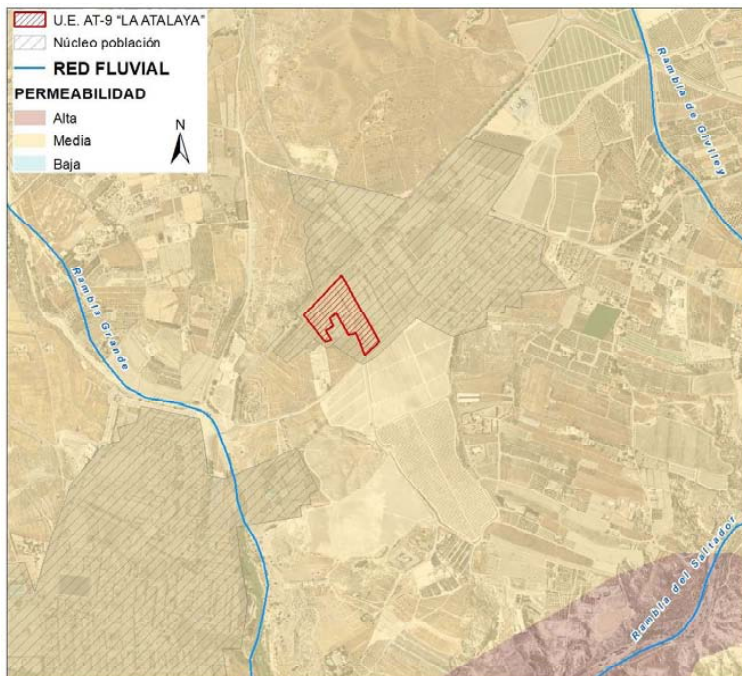 U.E. AT-9 "LA ATALAYA"
Núcleo población
RED FLUVIAL
PERMEABILIDAD
Alta
Media
Baja
N
Rambla de Givlley
Rambla Grande
Rambla del Saltador